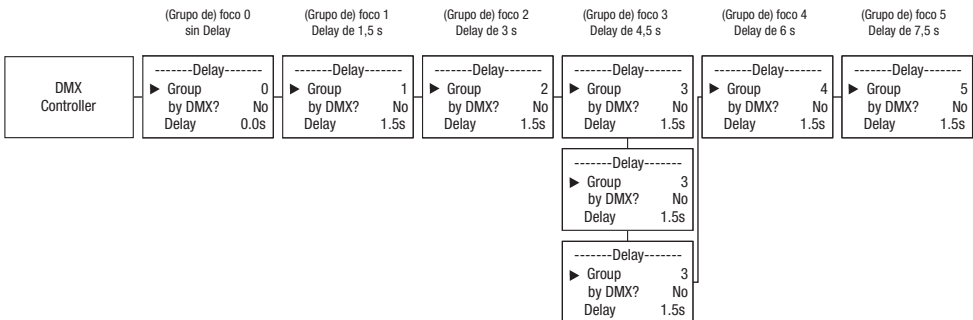 (Grupo de) foco 0
sin Delay
(Grupo de) foco 1
Delay de 1,5 s
(Grupo de) foco 2
Delay de 3 s
(Grupo de) foco 3
Delay de 4,5 s
(Grupo de) foco 4
Delay de 6 s
(Grupo de) foco 5
Delay de 7,5 s
DMX
Controller
-------Delay-------
▶ Group 0
by DMX? No
Delay 0.0s
-------Delay-------
▶ Group 1
by DMX? No
Delay 1.5s
-------Delay-------
▶ Group 2
by DMX? No
Delay 1.5s
-------Delay-------
▶ Group 3
by DMX? No
Delay 1.5s
-------Delay-------
▶ Group 3
by DMX? No
Delay 1.5s
-------Delay-------
▶ Group 3
by DMX? No
Delay 1.5s
-------Delay-------
▶ Group 4
by DMX? No
Delay 1.5s
-------Delay-------
▶ Group 5
by DMX? No
Delay 1.5s